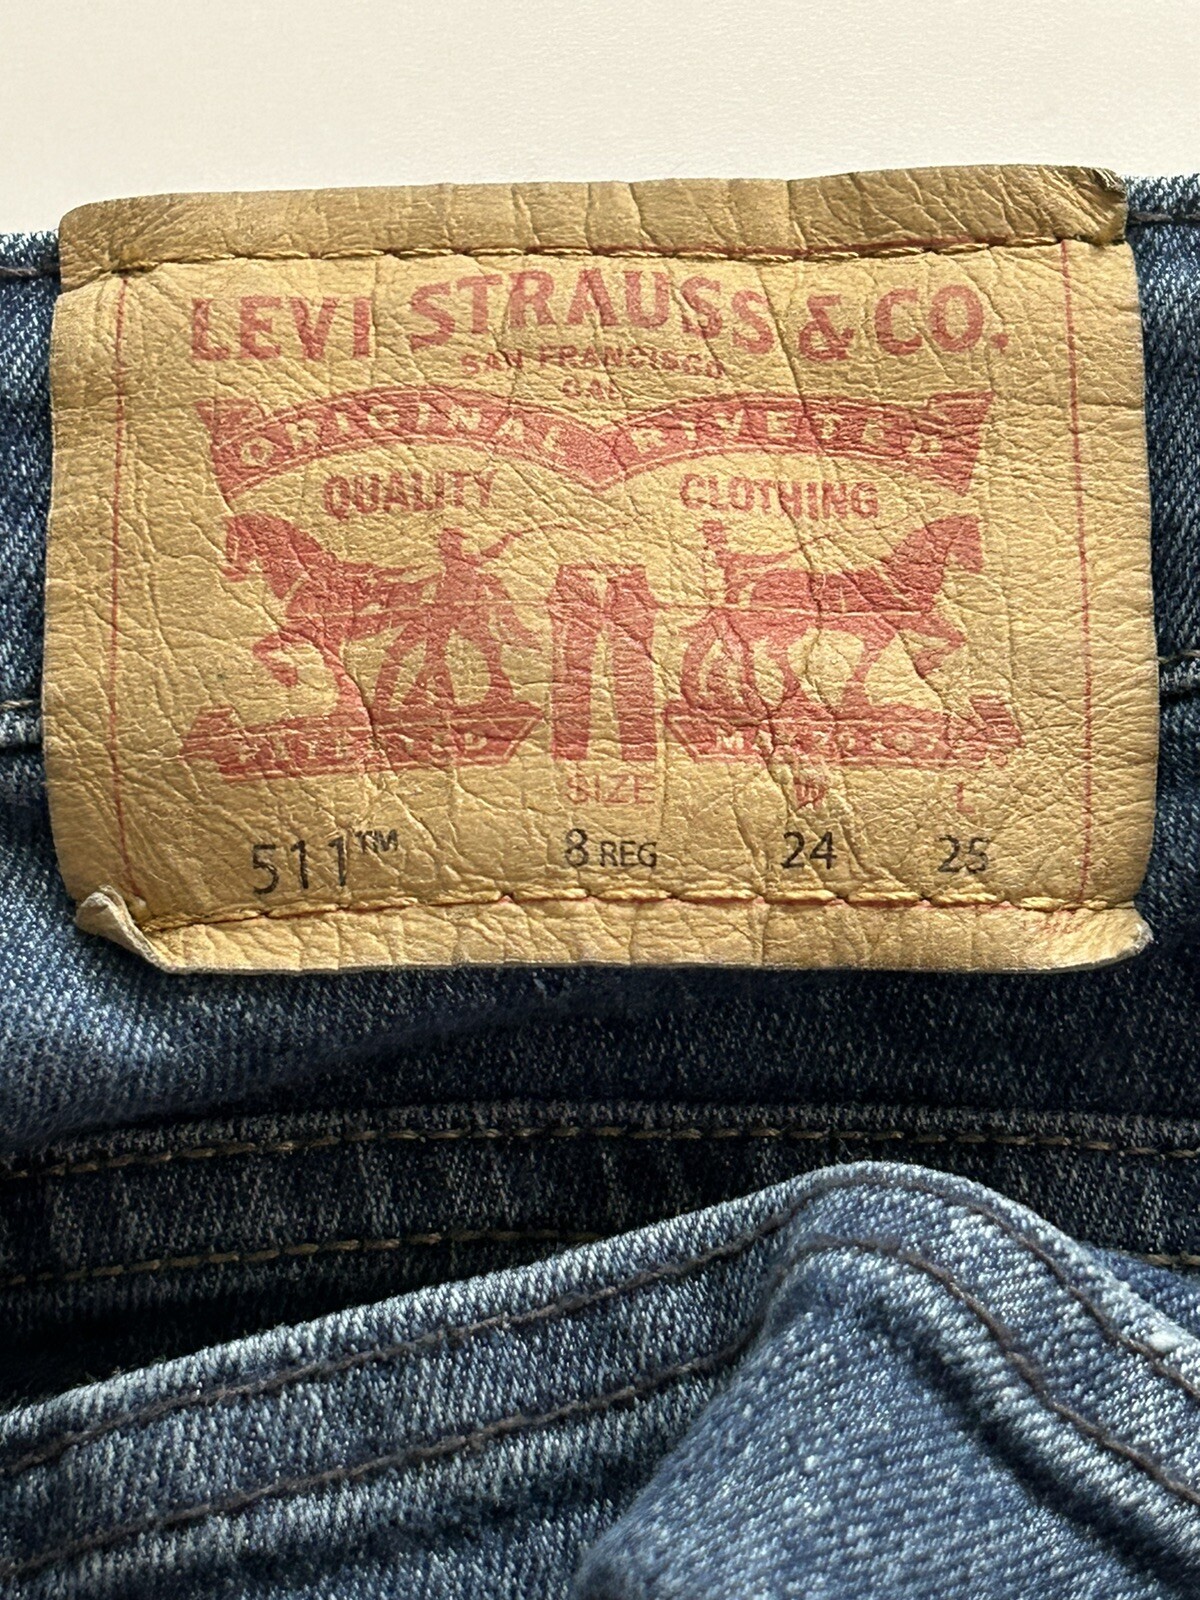 LEVI STRAUSS & CO.
SAN FRANCISCO
CAL
ORIGINAL RIVETED
QUALITY CLOTHING
SIZE W L
511™ 8 REG 24 25